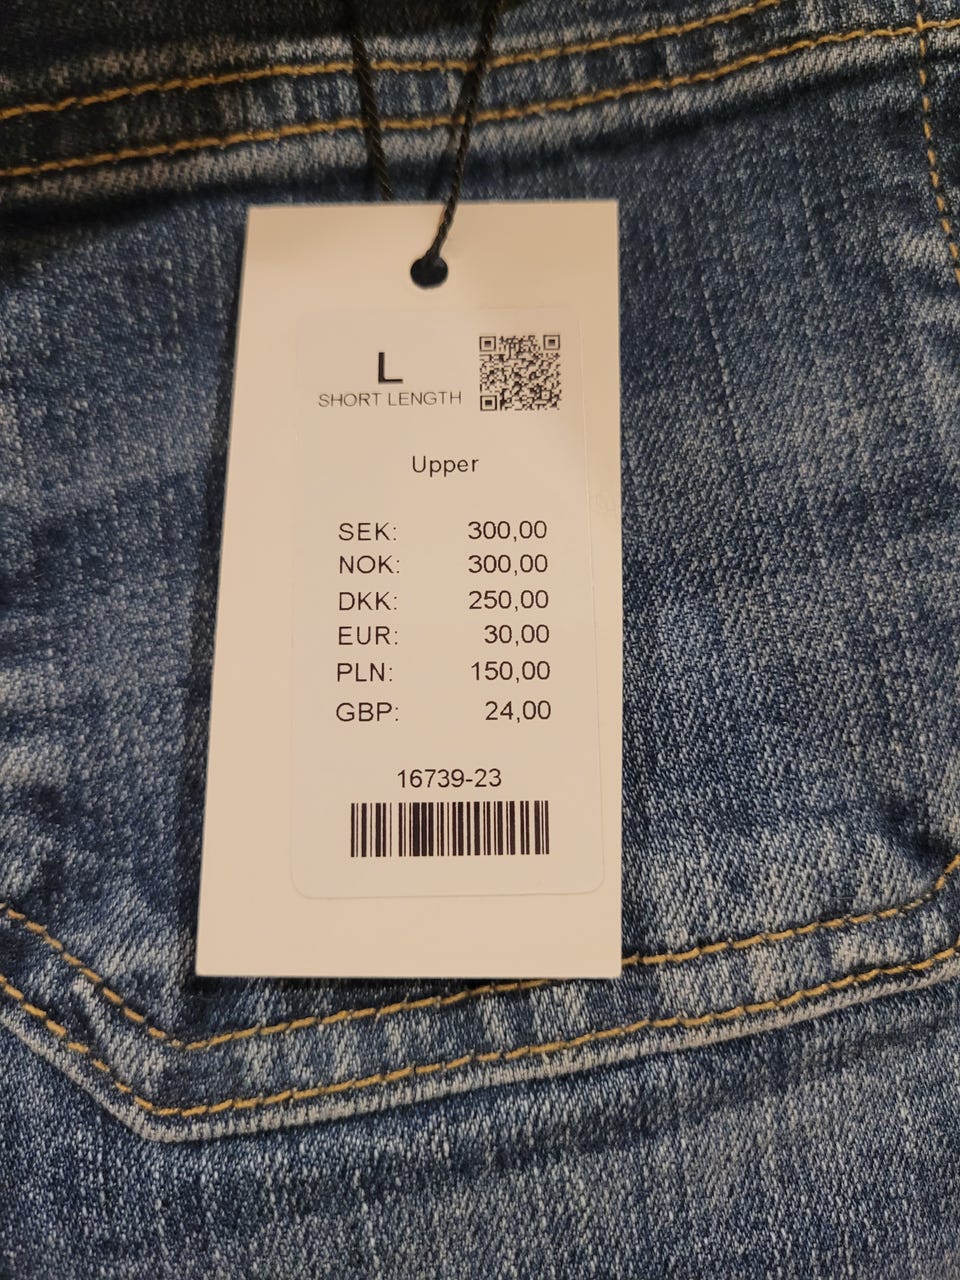 L
SHORT LENGTH
Upper
SEK: 300,00
NOK: 300,00
DKK: 250,00
EUR: 30,00
PLN: 150,00
GBP: 24,00
16739-23